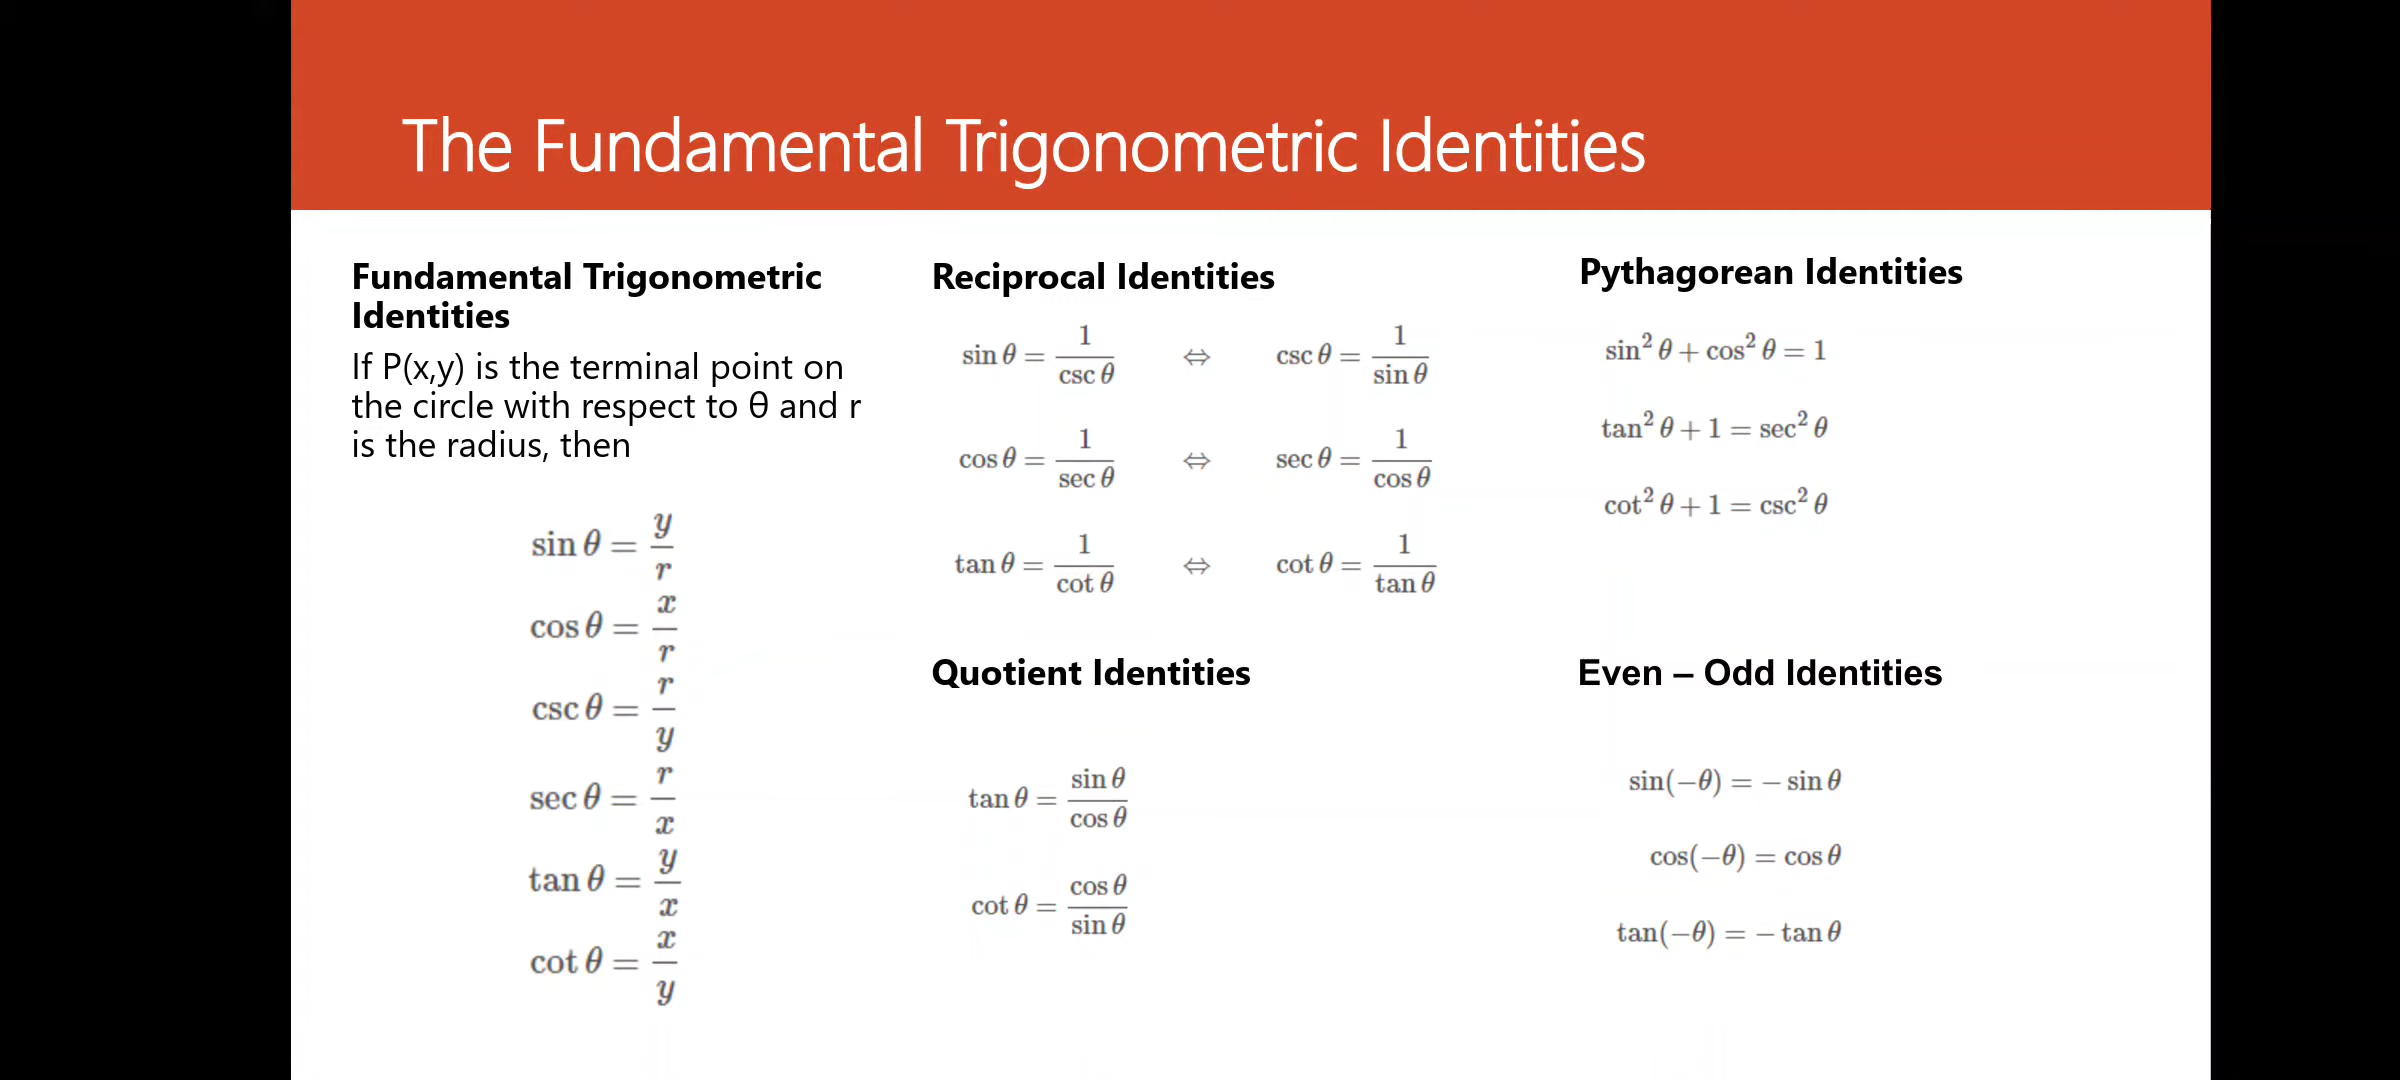 The Fundamental Trigonometric Identities
Fundamental Trigonometric
Identities
If P(x,y) is the terminal point on
the circle with respect to θ and r
is the radius, then
sin θ = y/r
cos θ = x/r
csc θ = r/y
sec θ = r/x
tan θ = y/x
cot θ = x/y
Reciprocal Identities
sin θ = 1/csc θ ⇔ csc θ = 1/sin θ
cos θ = 1/sec θ ⇔ sec θ = 1/cos θ
tan θ = 1/cot θ ⇔ cot θ = 1/tan θ
Quotient Identities
tan θ = sin θ/cos θ
cot θ = cos θ/sin θ
Pythagorean Identities
sin² θ + cos² θ = 1
tan² θ + 1 = sec² θ
cot² θ + 1 = csc² θ
Even – Odd Identities
sin(−θ) = − sin θ
cos(−θ) = cos θ
tan(−θ) = − tan θ